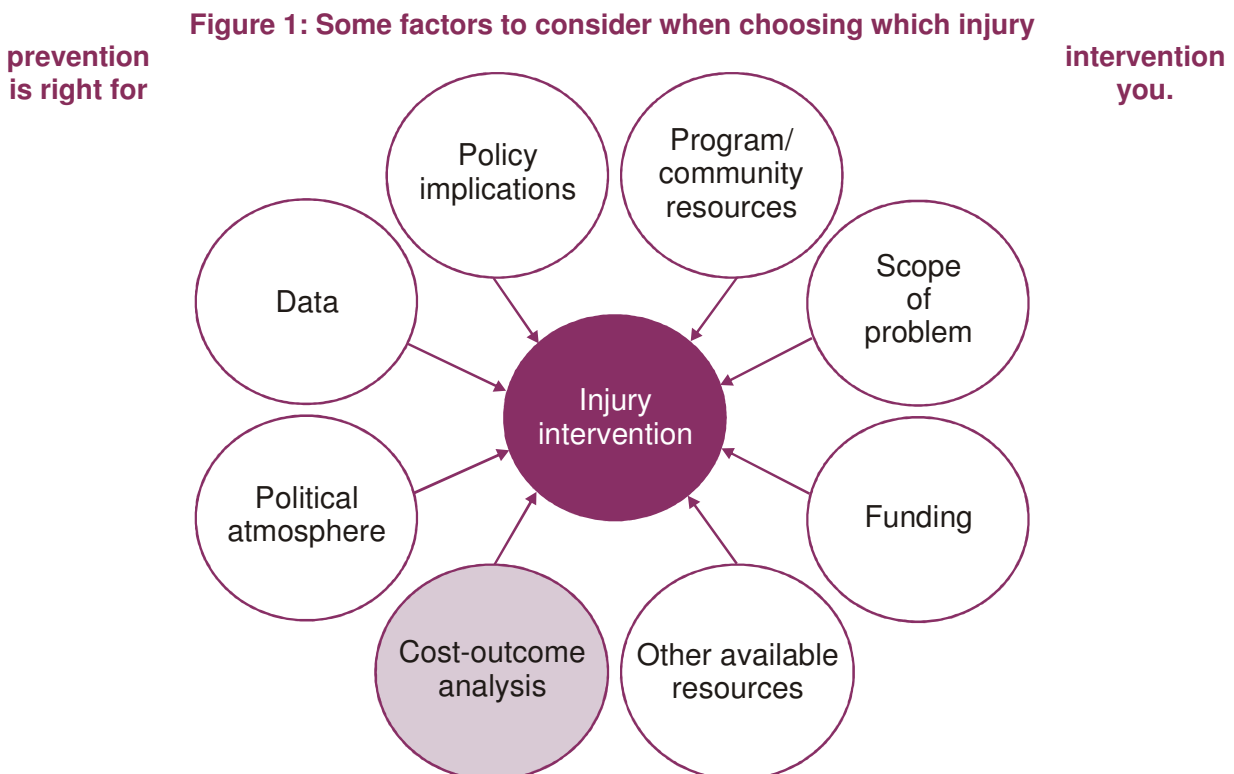 Figure 1: Some factors to consider when choosing which injury
prevention intervention
is right for you.
Policy
implications
Program/
community
resources
Data
Scope
of
problem
Injury
intervention
Political
atmosphere
Funding
Cost-outcome
analysis
Other available
resources